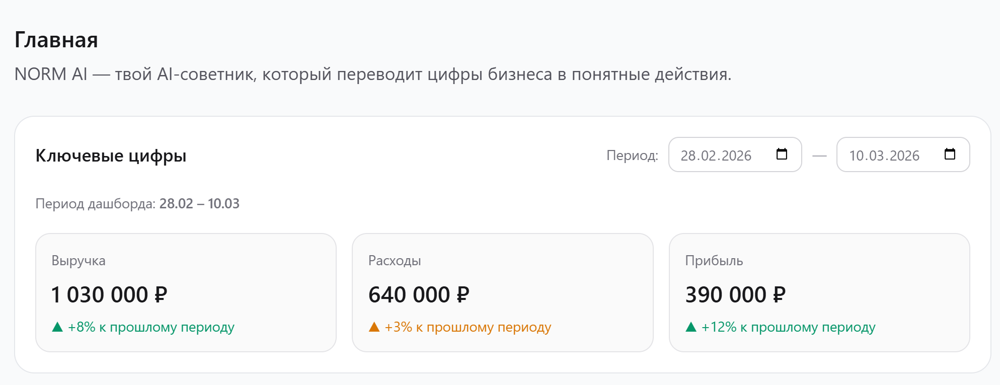 Главная
NORM AI — твой AI-советник, который переводит цифры бизнеса в понятные действия.
Ключевые цифры
Период: 28.02.2026 — 10.03.2026
Период дашборда: 28.02 – 10.03
Выручка
1 030 000 ₽
▲ +8% к прошлому периоду
Расходы
640 000 ₽
▲ +3% к прошлому периоду
Прибыль
390 000 ₽
▲ +12% к прошлому периоду